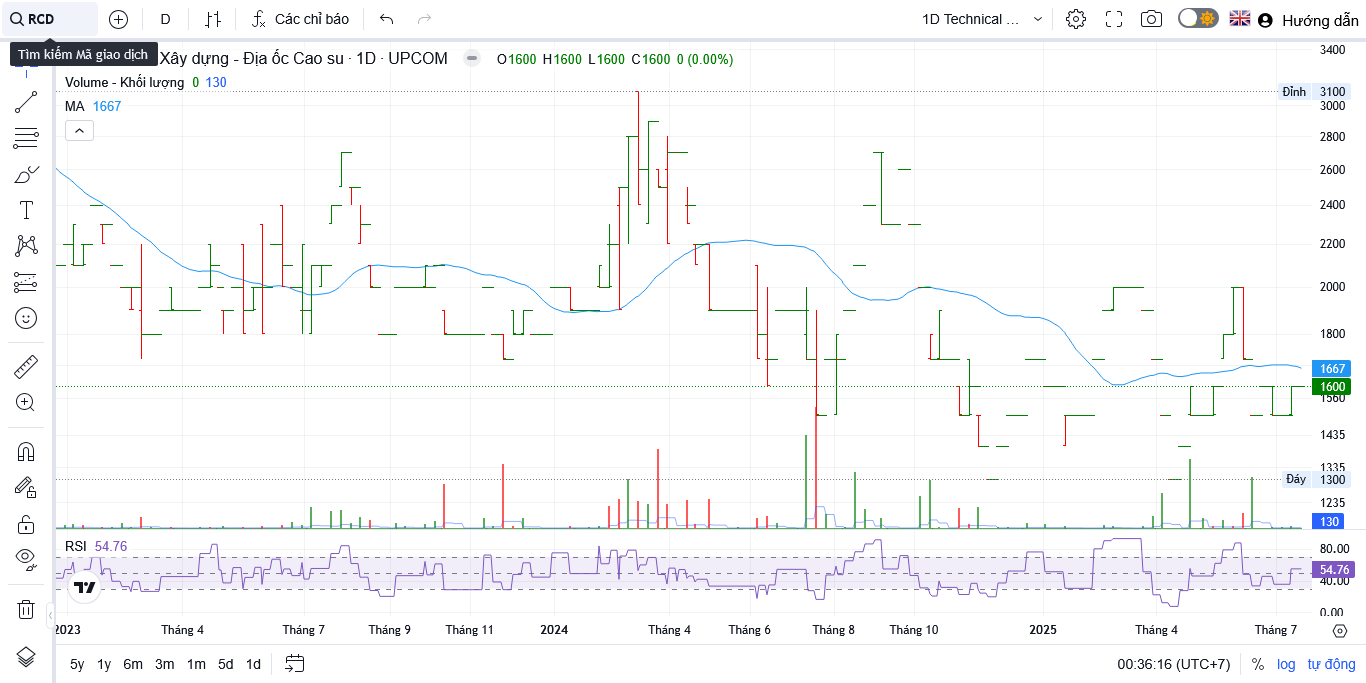 RCD
D
Các chỉ báo
1D Technical ...
Hướng dẫn
Tìm kiếm Mã giao dịch
Xây dựng - Địa ốc Cao su · 1D · UPCOM
O1600 H1600 L1600 C1600 0 (0.00%)
Volume - Khối lượng 0 130
MA 1667
3400
Đỉnh 3100
3000
2800
2600
2400
2200
2000
1800
1667
1600
1560
1435
1335
Đáy 1300
1235
130
RSI 54.76
80.00
54.76
40.00
0.00
2023 Tháng 4 Tháng 7 Tháng 9 Tháng 11 2024 Tháng 4 Tháng 6 Tháng 8 Tháng 10 2025 Tháng 4 Tháng 7
5y 1y 6m 3m 1m 5d 1d
00:36:16 (UTC+7) % log tự động